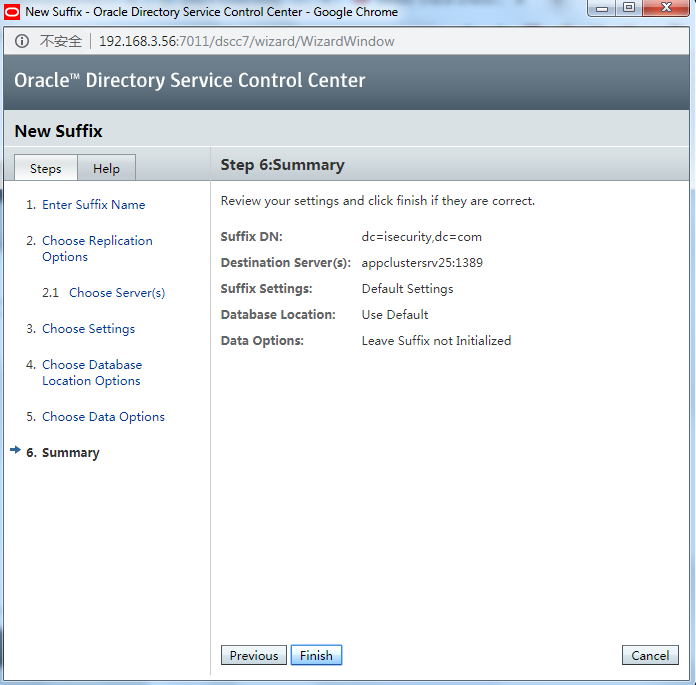 New Suffix - Oracle Directory Service Control Center - Google Chrome
不安全 192.168.3.56:7011/dscc7/wizard/WizardWindow
Oracle™ Directory Service Control Center
New Suffix
Steps Help
1. Enter Suffix Name
2. Choose Replication
Options
2.1 Choose Server(s)
3. Choose Settings
4. Choose Database
Location Options
5. Choose Data Options
6. Summary
Step 6:Summary
Review your settings and click finish if they are correct.
Suffix DN: dc=isecurity,dc=com
Destination Server(s): appclustersrv25:1389
Suffix Settings: Default Settings
Database Location: Use Default
Data Options: Leave Suffix not Initialized
Previous Finish Cancel